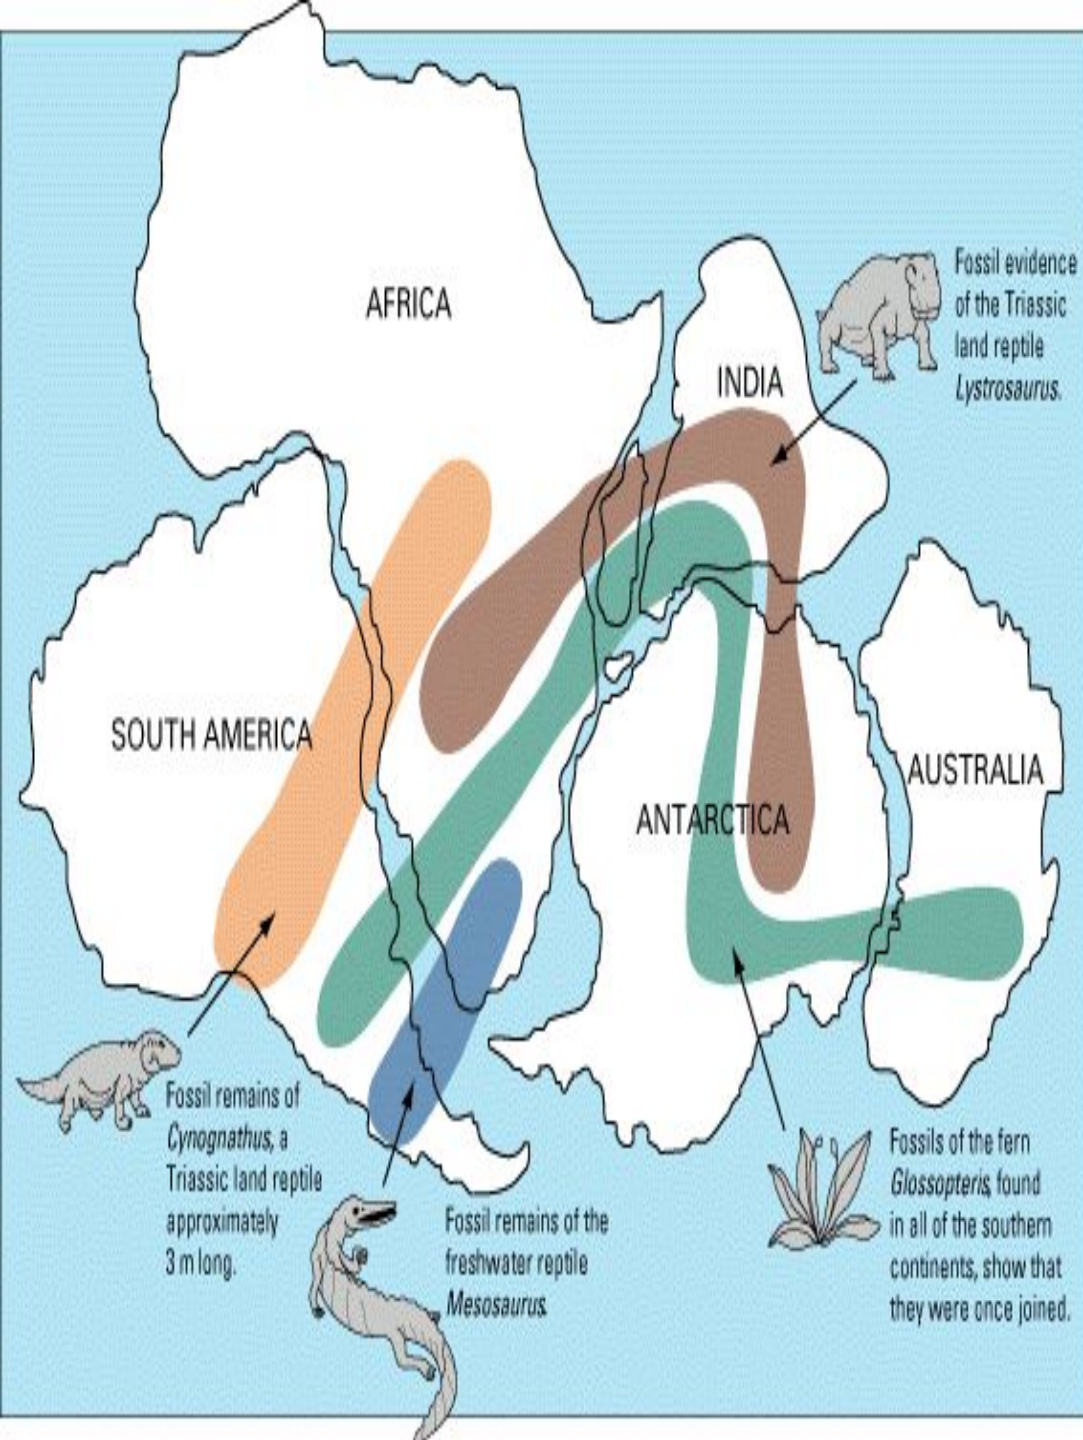 AFRICA
INDIA
Fossil evidence
of the Triassic
land reptile
Lystrosaurus.
SOUTH AMERICA
AUSTRALIA
ANTARCTICA
Fossil remains of
Cynognathus, a
Triassic land reptile
approximately
3 m long.
Fossil remains of the
freshwater reptile
Mesosaurus.
Fossils of the fern
Glossopteris, found
in all of the southern
continents, show that
they were once joined.